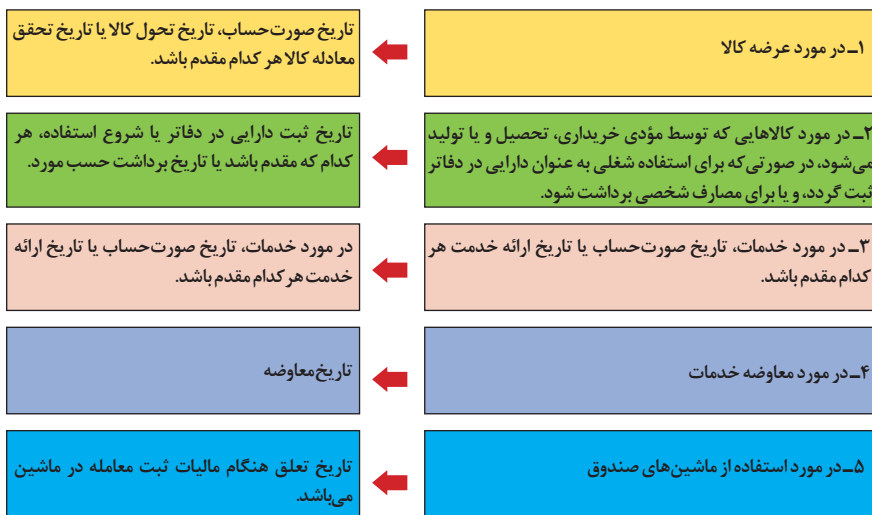 ۱ـ در مورد عرضه کالا
تاریخ صورت‌حساب، تاریخ تحول کالا یا تاریخ تحقق
معادله کالا هر کدام مقدم باشد.
۲ـ در مورد کالاهایی که توسط مؤدی خریداری، تحصیل و یا تولید
می‌شود، در صورتی‌که برای استفاده شغلی به عنوان دارایی در دفاتر
ثبت گردد، و یا برای مصارف شخصی برداشت شود.
تاریخ ثبت دارایی در دفاتر یا شروع استفاده، هر
کدام که مقدم باشد یا تاریخ برداشت حسب مورد.
۳ـ در مورد خدمات، تاریخ صورت‌حساب یا تاریخ ارائه خدمت هر
کدام مقدم باشد.
در مورد خدمات، تاریخ صورت‌حساب یا تاریخ ارائه
خدمت هر کدام مقدم باشد.
۴ـ در مورد معاوضه خدمات
تاریخ معاوضه
۵ـ در مورد استفاده از ماشین‌های صندوق
تاریخ تعلق هنگام مالیات ثبت معامله در ماشین
می‌باشد.